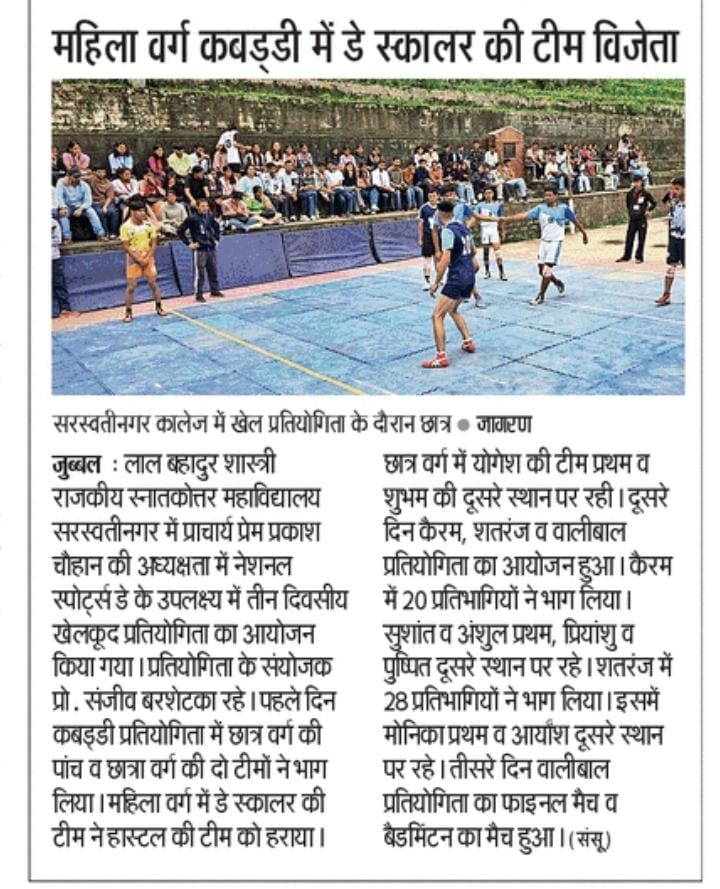 महिला वर्ग कबड्डी में डे स्कालर की टीम विजेता
सरस्वतीनगर कालेज में खेल प्रतियोगिता के दौरान छात्र ● जागरण
जुब्बल : लाल बहादुर शास्त्री
राजकीय स्नातकोत्तर महाविद्यालय
सरस्वतीनगर में प्राचार्य प्रेम प्रकाश
चौहान की अध्यक्षता में नेशनल
स्पोर्ट्स डे के उपलक्ष्य में तीन दिवसीय
खेलकूद प्रतियोगिता का आयोजन
किया गया। प्रतियोगिता के संयोजक
प्रो. संजीव बरशेटका रहे। पहले दिन
कबड्डी प्रतियोगिता में छात्र वर्ग की
पांच व छात्रा वर्ग की दो टीमों ने भाग
लिया। महिला वर्ग में डे स्कालर की
टीम ने हास्टल की टीम को हराया।
छात्र वर्ग में योगेश की टीम प्रथम व
शुभम की दूसरे स्थान पर रही। दूसरे
दिन कैरम, शतरंज व वालीबाल
प्रतियोगिता का आयोजन हुआ। कैरम
में 20 प्रतिभागियों ने भाग लिया।
सुशांत व अंशुल प्रथम, प्रियांशु व
पुष्पित दूसरे स्थान पर रहे। शतरंज में
28 प्रतिभागियों ने भाग लिया। इसमें
मोनिका प्रथम व आर्यांश दूसरे स्थान
पर रहे। तीसरे दिन वालीबाल
प्रतियोगिता का फाइनल मैच व
बैडमिंटन का मैच हुआ। (संसू)